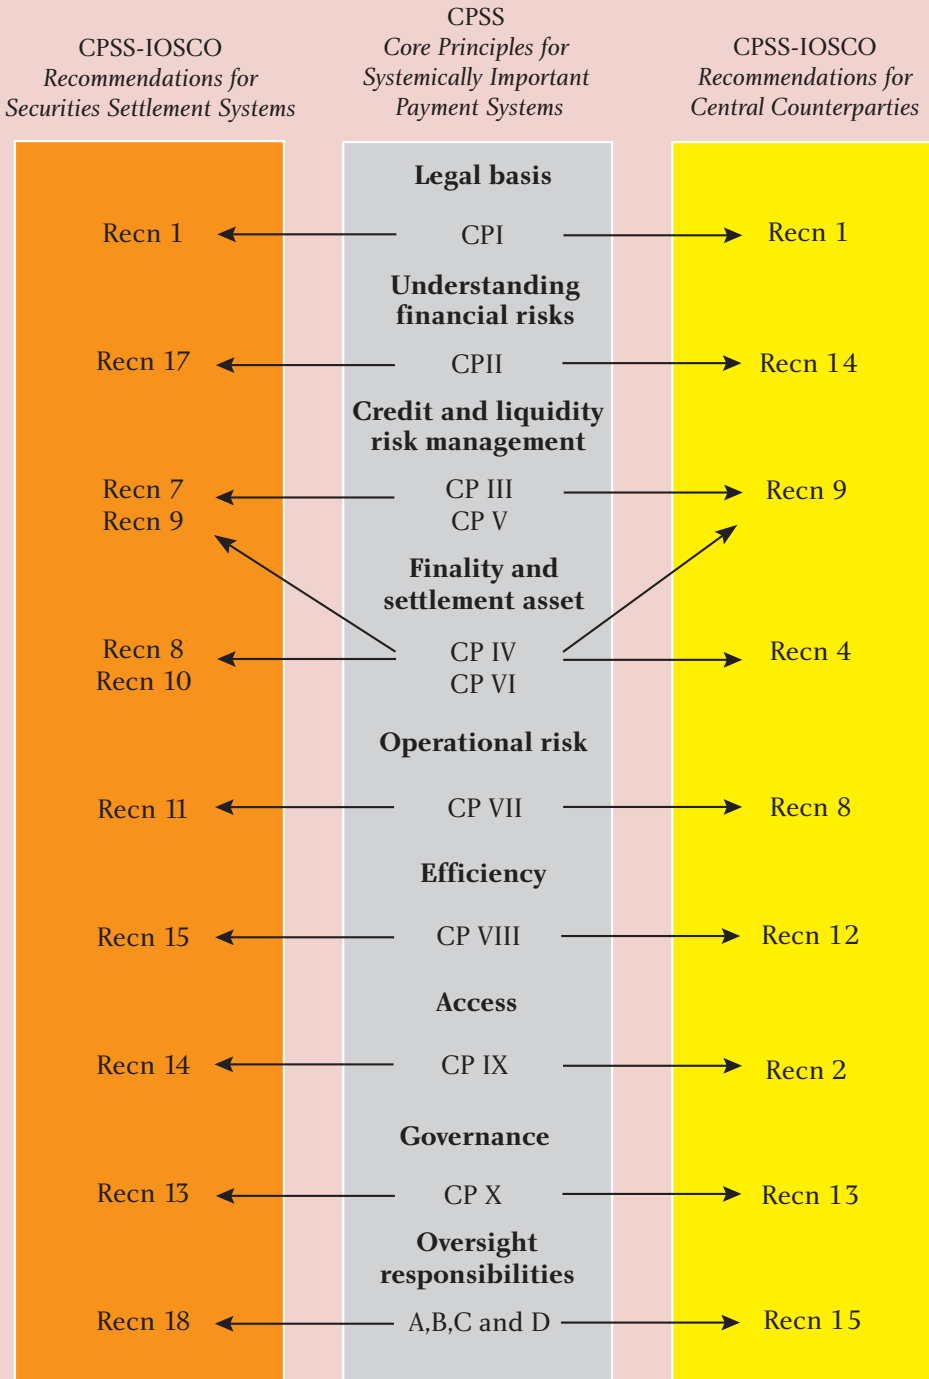 CPSS-IOSCO
Recommendations for
Securities Settlement Systems
CPSS
Core Principles for
Systemically Important
Payment Systems
CPSS-IOSCO
Recommendations for
Central Counterparties
Legal basis
Recn 1
CPI
Recn 1
Understanding
financial risks
Recn 17
CPII
Recn 14
Credit and liquidity
risk management
Recn 7
Recn 9
CP III
CP V
Recn 9
Finality and
settlement asset
Recn 8
Recn 10
CP IV
CP VI
Recn 4
Operational risk
Recn 11
CP VII
Recn 8
Efficiency
Recn 15
CP VIII
Recn 12
Access
Recn 14
CP IX
Recn 2
Governance
Recn 13
CP X
Recn 13
Oversight
responsibilities
Recn 18
A,B,C and D
Recn 15